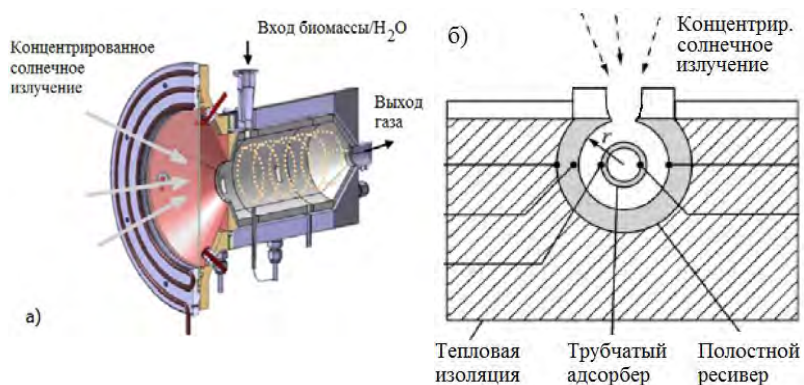 Концентрированное
солнечное
излучение
Вход биомассы/H2O
Выход
газа
а)
б)
Концентрир.
солнечное
излучение
r
Тепловая
изоляция
Трубчатый
адсорбер
Полостной
ресивер